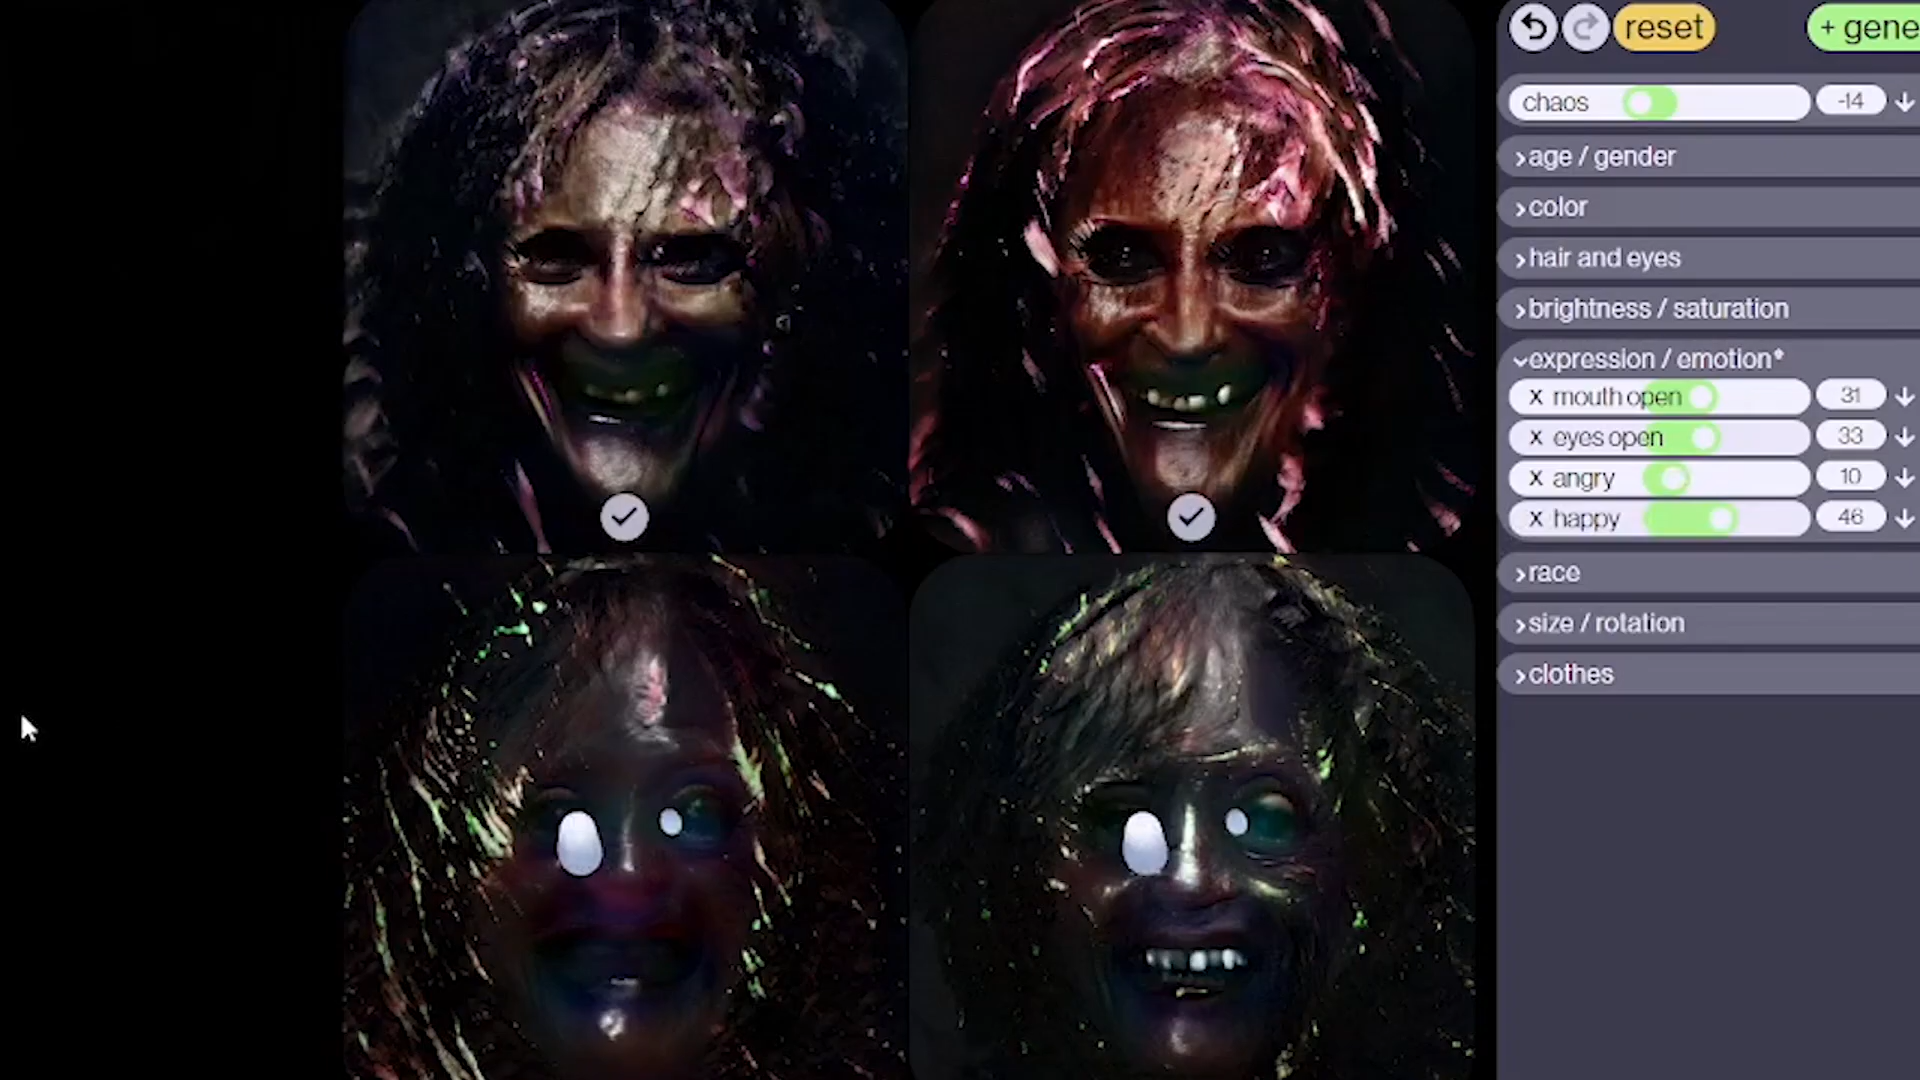 reset
+ gene
chaos -14
age / gender
color
hair and eyes
brightness / saturation
expression / emotion*
x mouth open 31
x eyes open 33
x angry 10
x happy 46
race
size / rotation
clothes